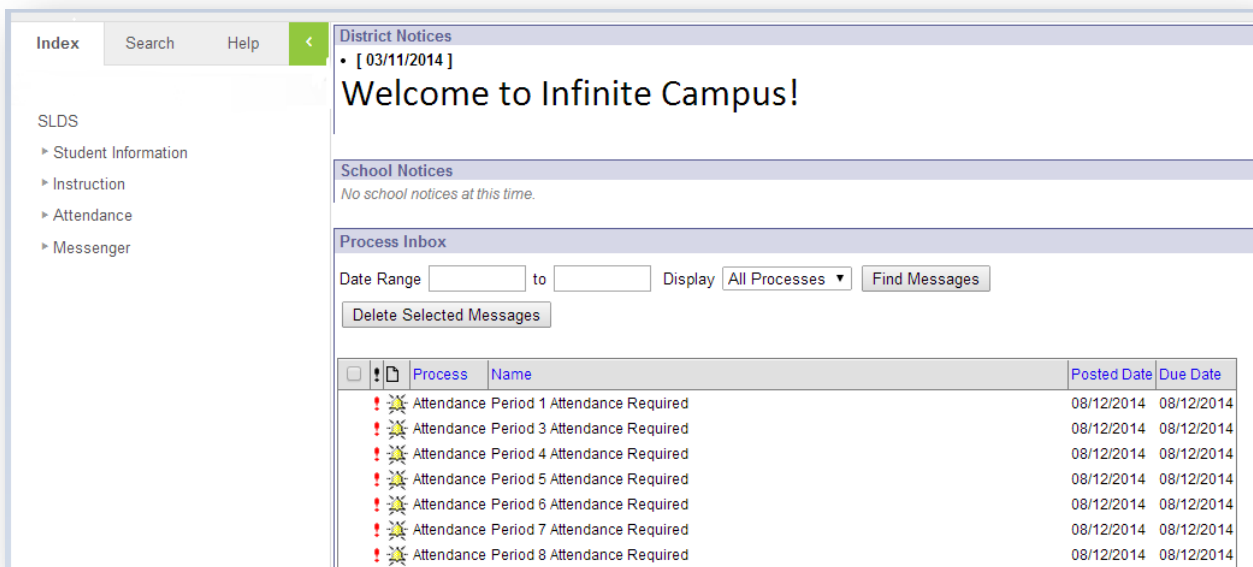 Index Search Help <
SLDS
Student Information
Instruction
Attendance
Messenger
District Notices
• [ 03/11/2014 ]
Welcome to Infinite Campus!
School Notices
No school notices at this time.
Process Inbox
Date Range to Display All Processes ▼ Find Messages
Delete Selected Messages
! Process Name Posted Date Due Date
! Attendance Period 1 Attendance Required 08/12/2014 08/12/2014
! Attendance Period 3 Attendance Required 08/12/2014 08/12/2014
! Attendance Period 4 Attendance Required 08/12/2014 08/12/2014
! Attendance Period 5 Attendance Required 08/12/2014 08/12/2014
! Attendance Period 6 Attendance Required 08/12/2014 08/12/2014
! Attendance Period 7 Attendance Required 08/12/2014 08/12/2014
! Attendance Period 8 Attendance Required 08/12/2014 08/12/2014